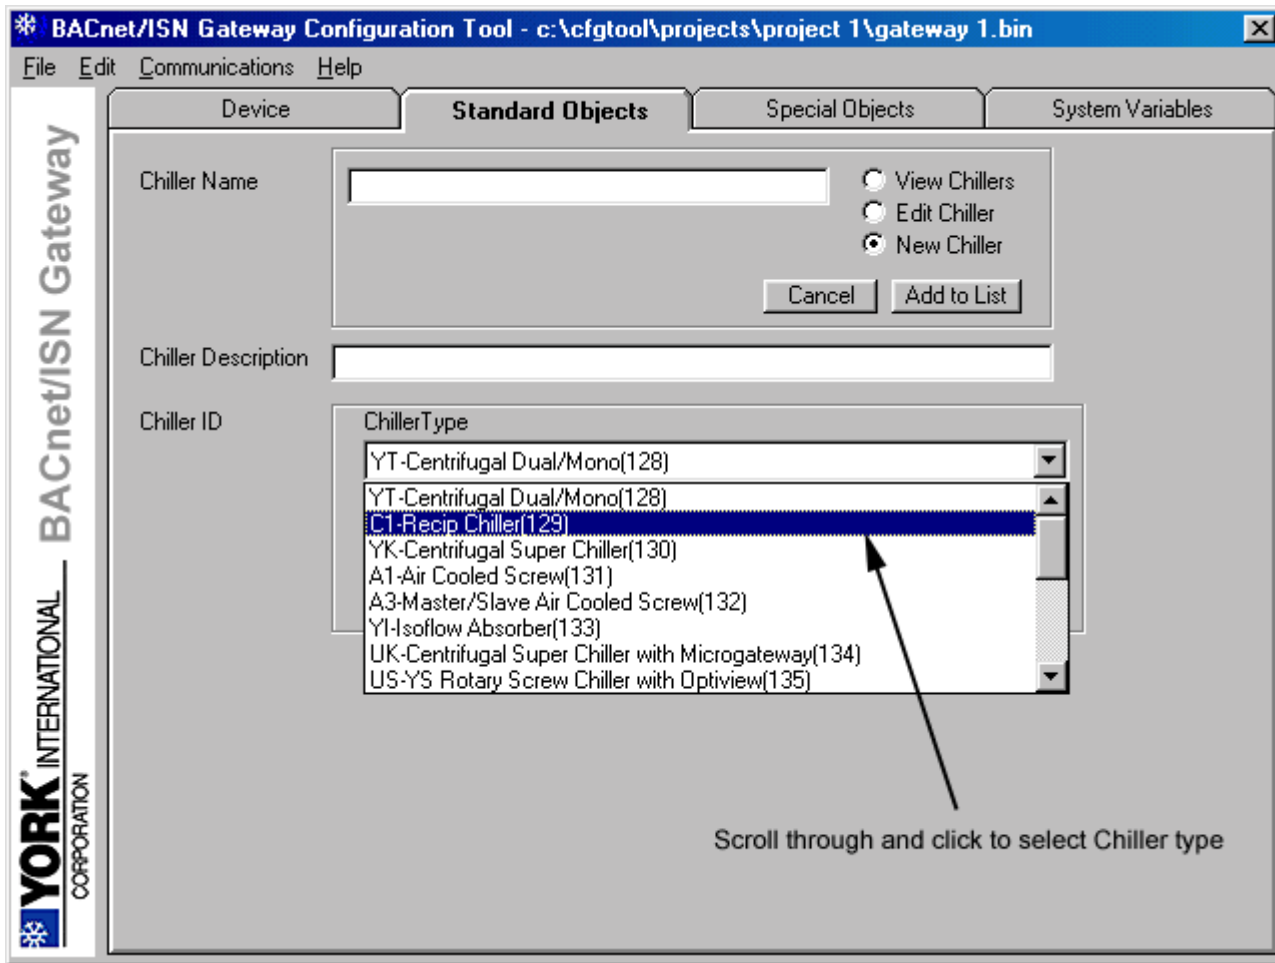 BACnet/ISN Gateway Configuration Tool - c:\cfgtool\projects\project 1\gateway 1.bin
File Edit Communications Help
Device Standard Objects Special Objects System Variables
Chiller Name
View Chillers
Edit Chiller
New Chiller
Cancel Add to List
Chiller Description
Chiller ID
ChillerType
YT-Centrifugal Dual/Mono(128)
YT-Centrifugal Dual/Mono(128)
C1-Recip Chiller(129)
YK-Centrifugal Super Chiller(130)
A1-Air Cooled Screw(131)
A3-Master/Slave Air Cooled Screw(132)
YI-Isoflow Absorber(133)
UK-Centrifugal Super Chiller with Microgateway(134)
US-YS Rotary Screw Chiller with Optiview(135)
Scroll through and click to select Chiller type
YORK® INTERNATIONAL
CORPORATION
BACnet/ISN Gateway